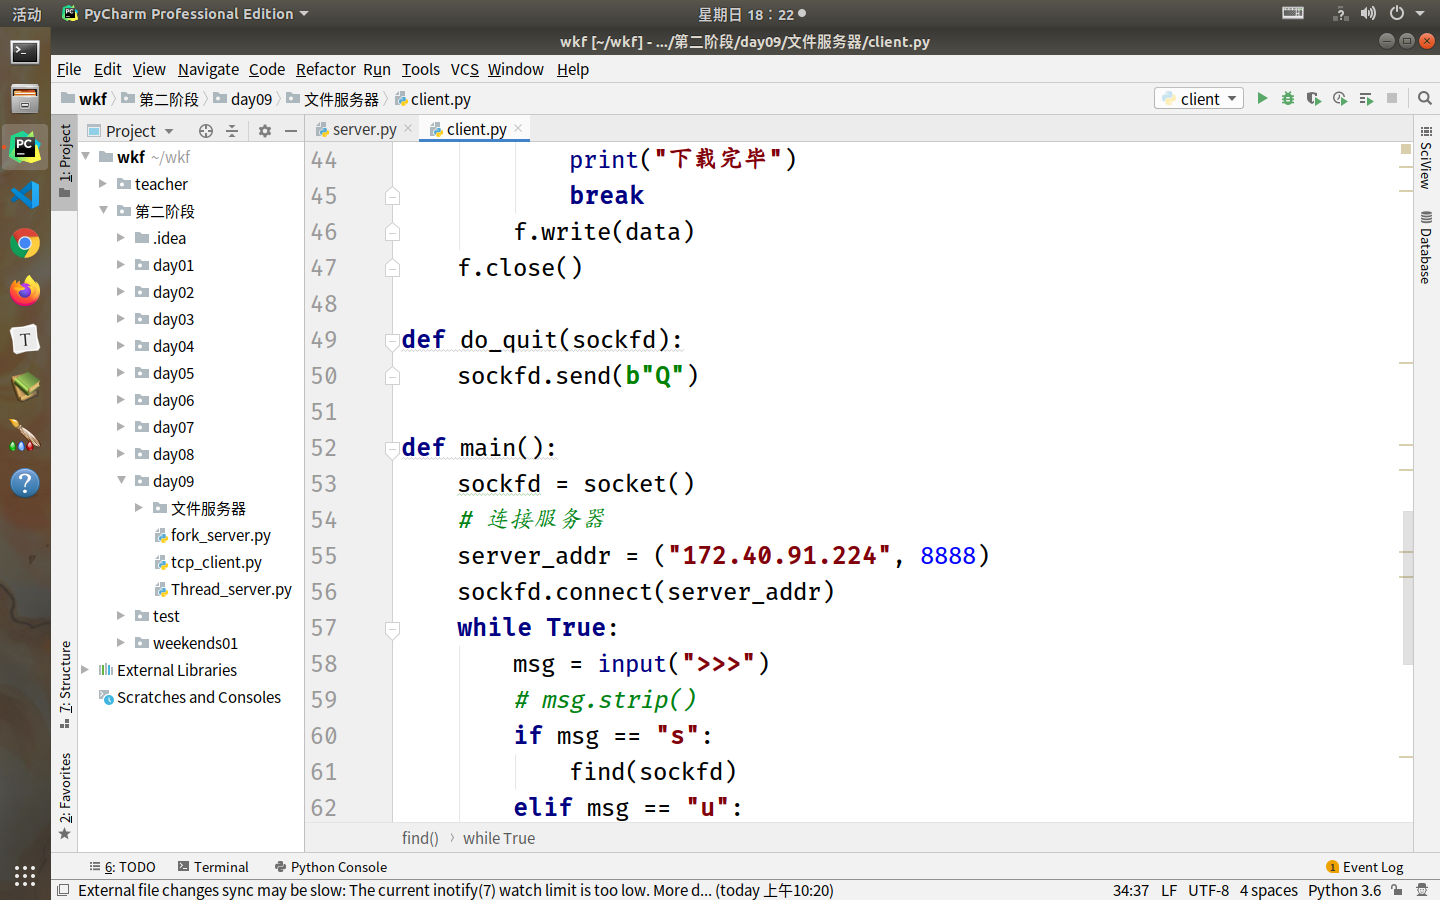 活动
PyCharm Professional Edition
星期日 18：22
wkf [~/wkf] - .../第二阶段/day09/文件服务器/client.py
File Edit View Navigate Code Refactor Run Tools VCS Window Help
wkf 第二阶段 day09 文件服务器 client.py
client
1: Project
Project
server.py
client.py
wkf ~/wkf
teacher
第二阶段
.idea
day01
day02
day03
day04
day05
day06
day07
day08
day09
文件服务器
fork_server.py
tcp_client.py
Thread_server.py
test
weekends01
External Libraries
Scratches and Consoles
7: Structure
2: Favorites
44 print("下载完毕")
45 break
46 f.write(data)
47 f.close()
48
49 def do_quit(sockfd):
50 sockfd.send(b"Q")
51
52 def main():
53 sockfd = socket()
54 # 连接服务器
55 server_addr = ("172.40.91.224", 8888)
56 sockfd.connect(server_addr)
57 while True:
58 msg = input(">>>")
59 # msg.strip()
60 if msg == "s":
61 find(sockfd)
62 elif msg == "u":
find() while True
SciView
Database
6: TODO Terminal Python Console
1 Event Log
External file changes sync may be slow: The current inotify(7) watch limit is too low. More d... (today 上午10:20)
34:37 LF UTF-8 4 spaces Python 3.6